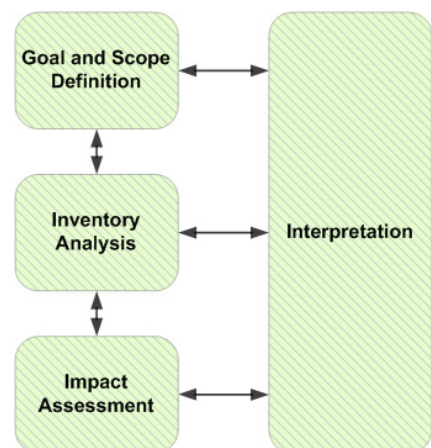 Goal and Scope
Definition
Inventory
Analysis
Interpretation
Impact
Assessment